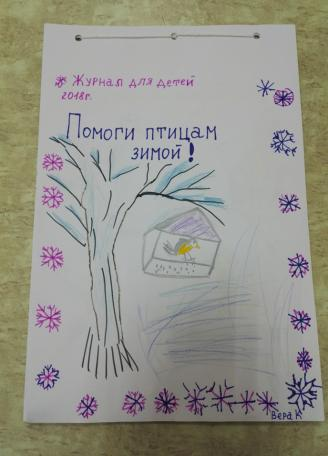 Журнал для детей
2018г.
Помоги птицам
зимой!
Вера К